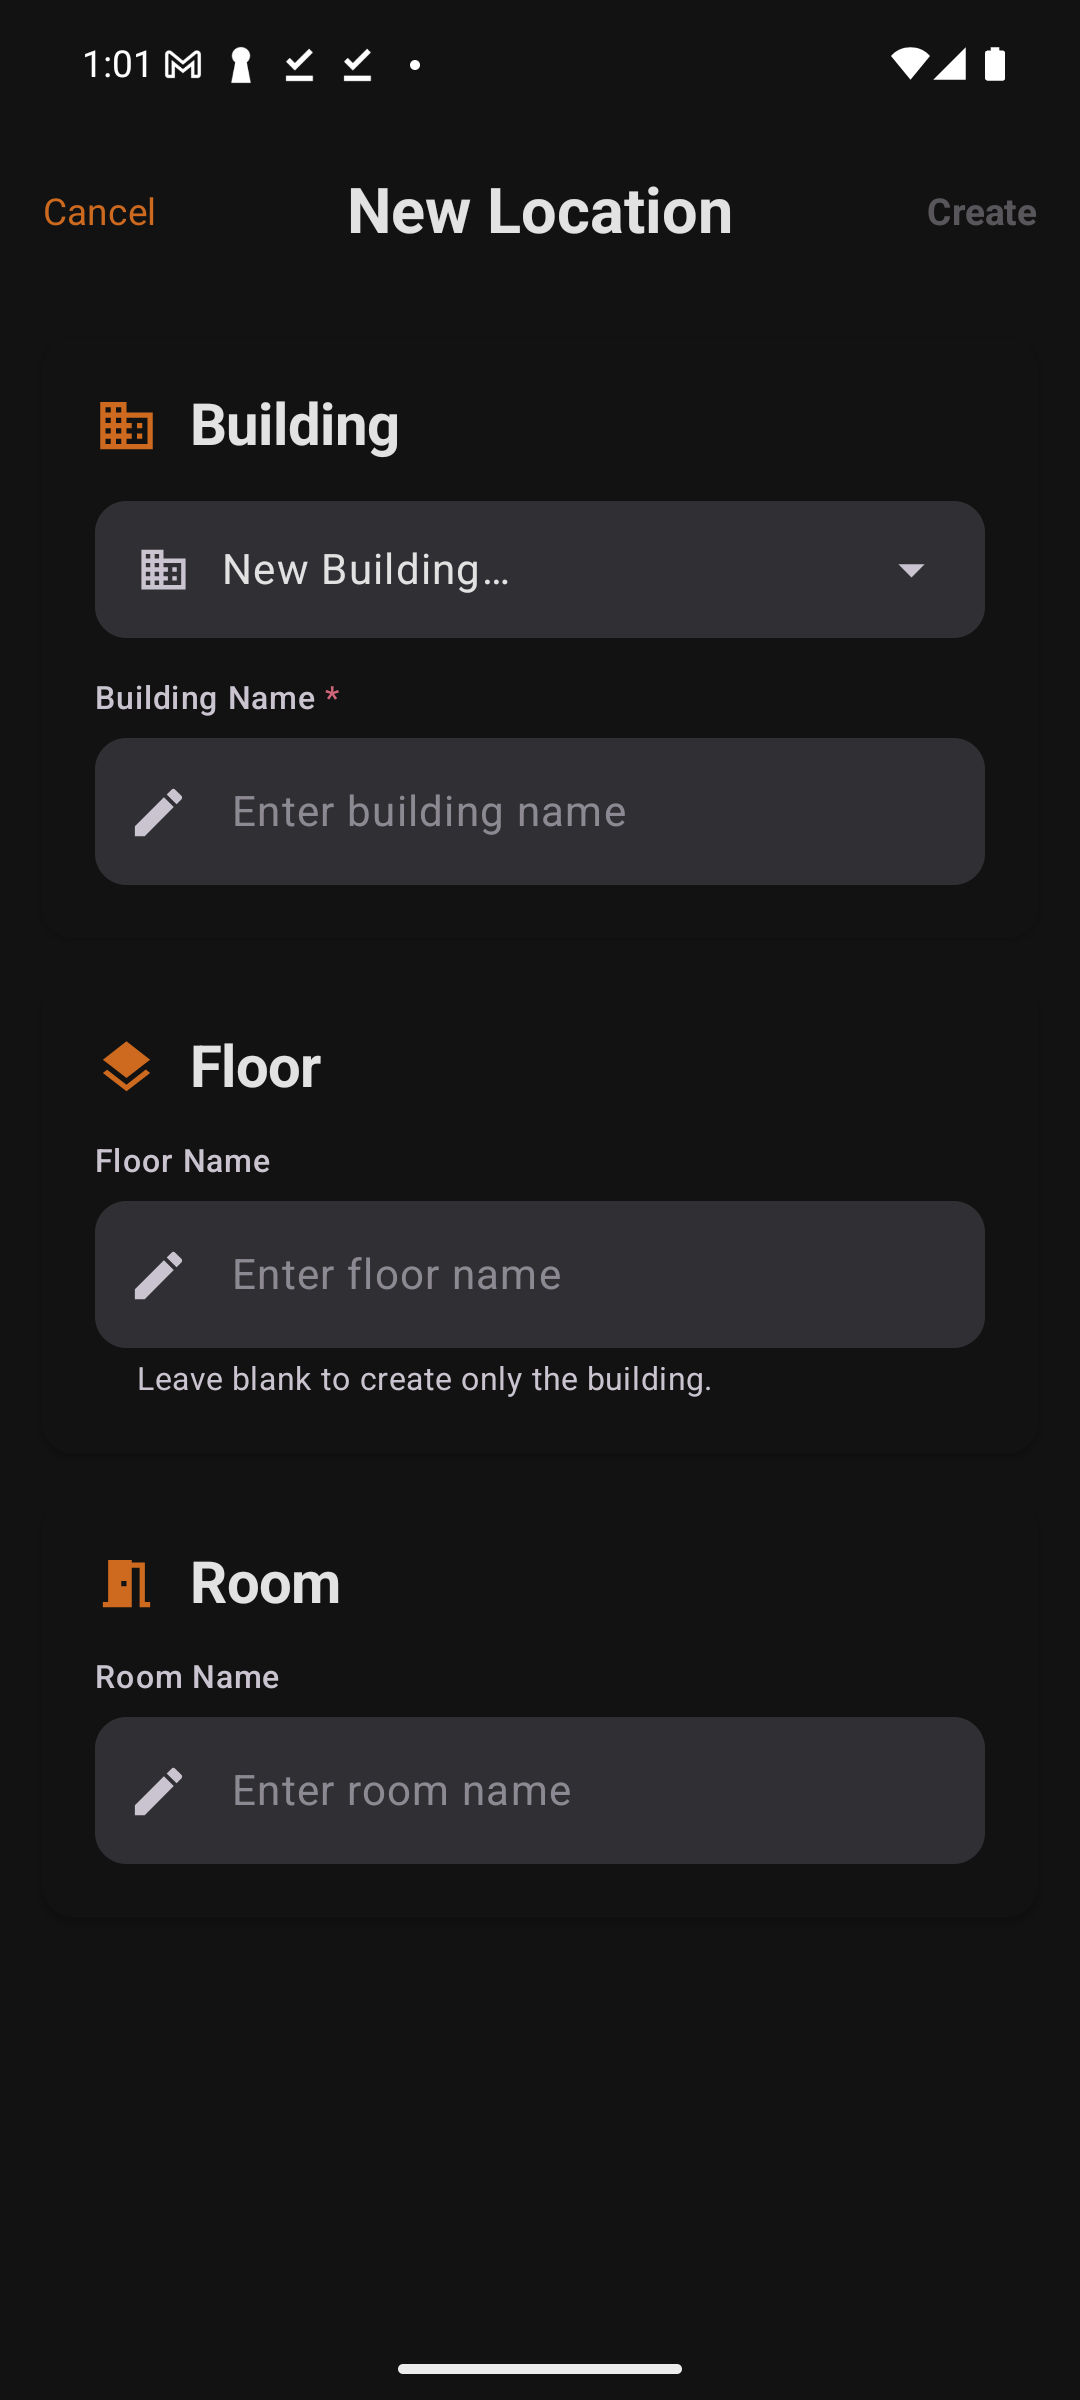 1:01
Cancel
New Location
Create
Building
New Building...
Building Name *
Enter building name
Floor
Floor Name
Enter floor name
Leave blank to create only the building.
Room
Room Name
Enter room name